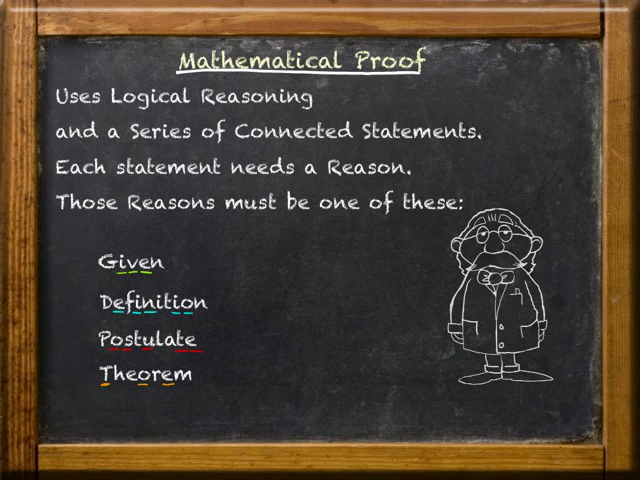 Mathematical Proof
Uses Logical Reasoning
and a Series of Connected Statements.
Each statement needs a Reason.
Those Reasons must be one of these:
Given
Definition
Postulate
Theorem